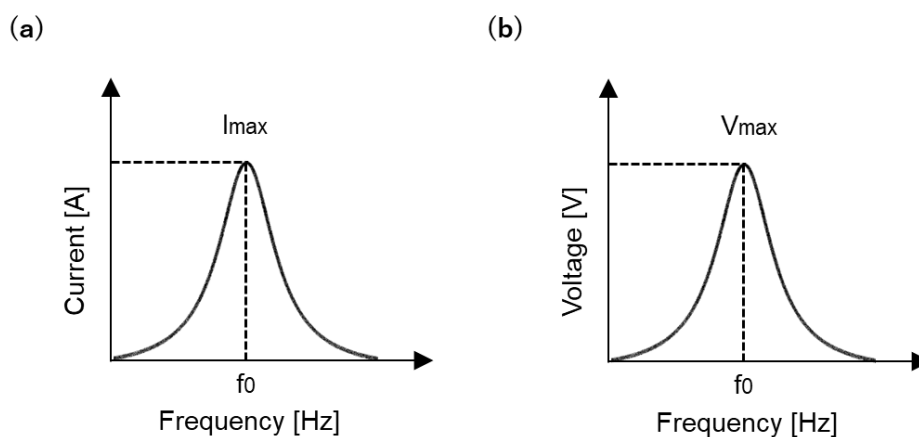 (a)
Imax
Current [A]
f0
Frequency [Hz]
(b)
Vmax
Voltage [V]
f0
Frequency [Hz]